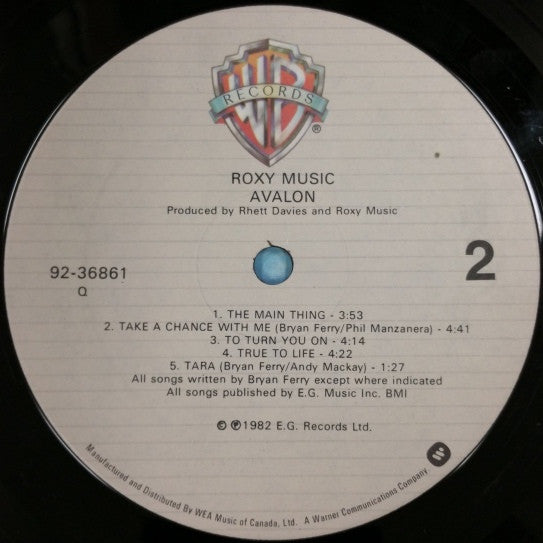 WB
RECORDS
®
ROXY MUSIC
AVALON
Produced by Rhett Davies and Roxy Music
92-36861
Q
2
1. THE MAIN THING - 3:53
2. TAKE A CHANCE WITH ME (Bryan Ferry/Phil Manzanera) - 4:41
3. TO TURN YOU ON - 4:14
4. TRUE TO LIFE - 4:22
5. TARA (Bryan Ferry/Andy Mackay) - 1:27
All songs written by Bryan Ferry except where indicated
All songs published by E.G. Music Inc. BMI
© ℗1982 E.G. Records Ltd.
Manufactured and Distributed By WEA Music of Canada, Ltd. A Warner Communications Company.